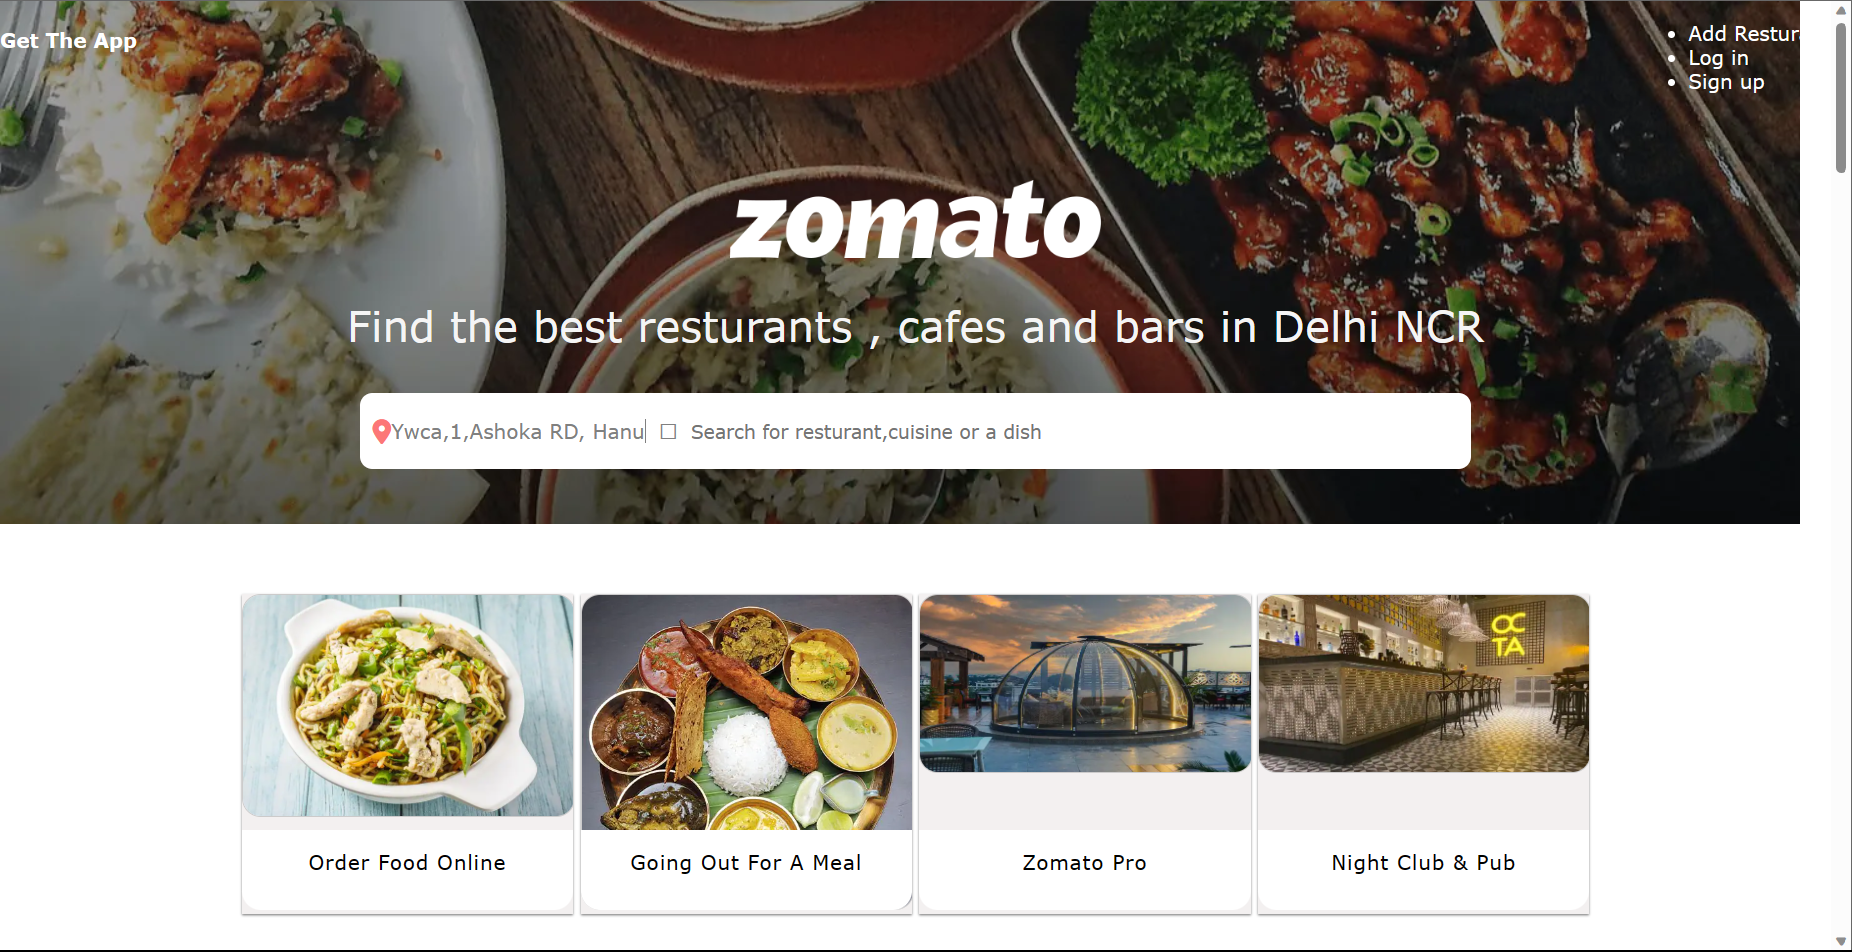 Get The App
Add Restur
Log in
Sign up
zomato
Find the best resturants , cafes and bars in Delhi NCR
Ywca,1,Ashoka RD, Hanu
Search for resturant,cuisine or a dish
OC
TA
Order Food Online
Going Out For A Meal
Zomato Pro
Night Club & Pub